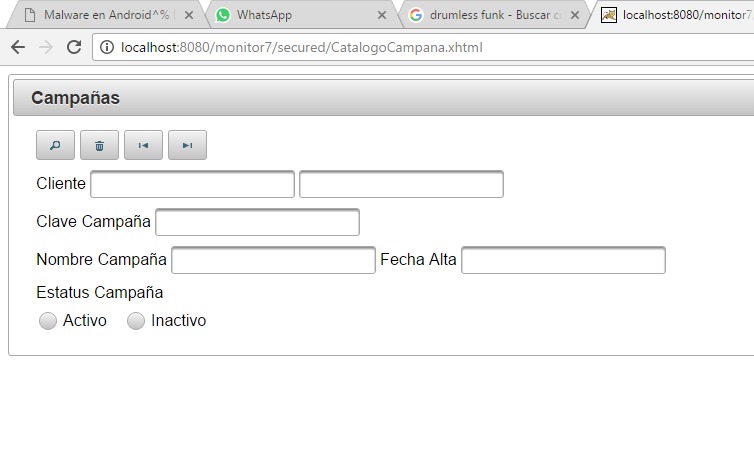 Malware en Android^%
WhatsApp
drumless funk - Buscar c
localhost:8080/monitor7
localhost:8080/monitor7/secured/CatalogoCampana.xhtml
Campañas
Cliente
Clave Campaña
Nombre Campaña Fecha Alta
Estatus Campaña
Activo Inactivo